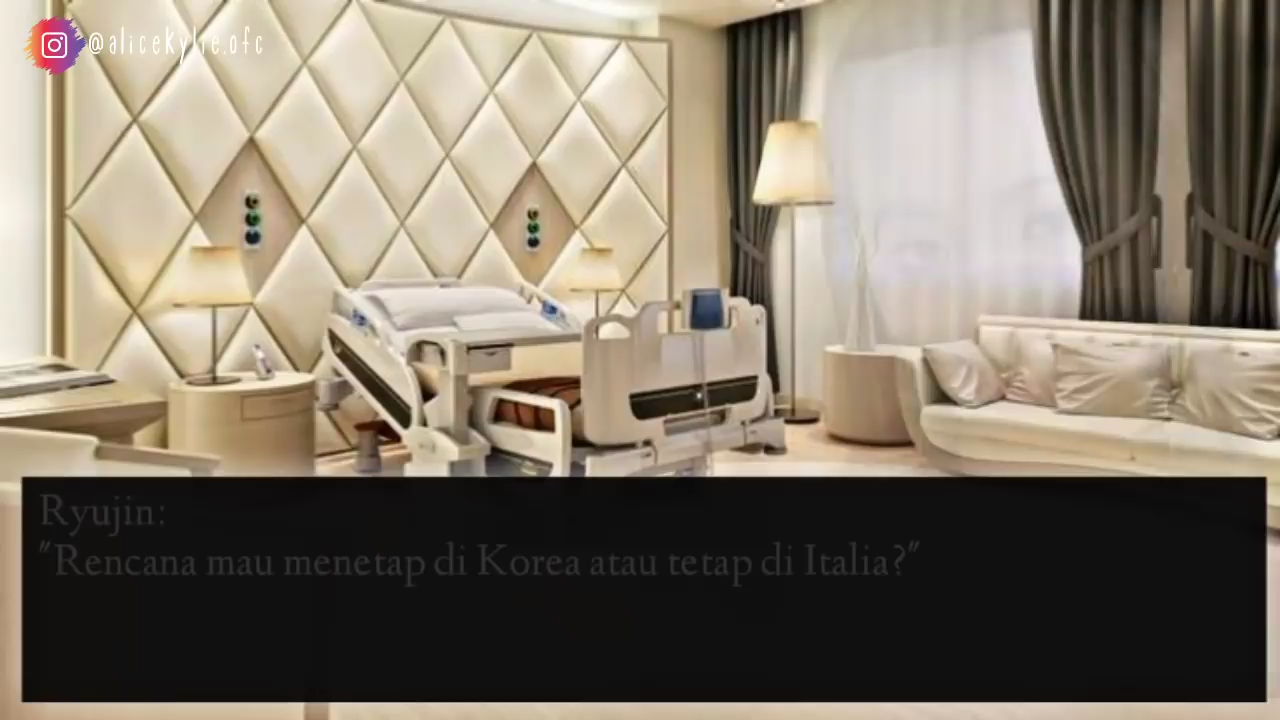 @alicekylie.ofc
Ryujin:
"Rencana mau menetap di Korea atau tetap di Italia?"